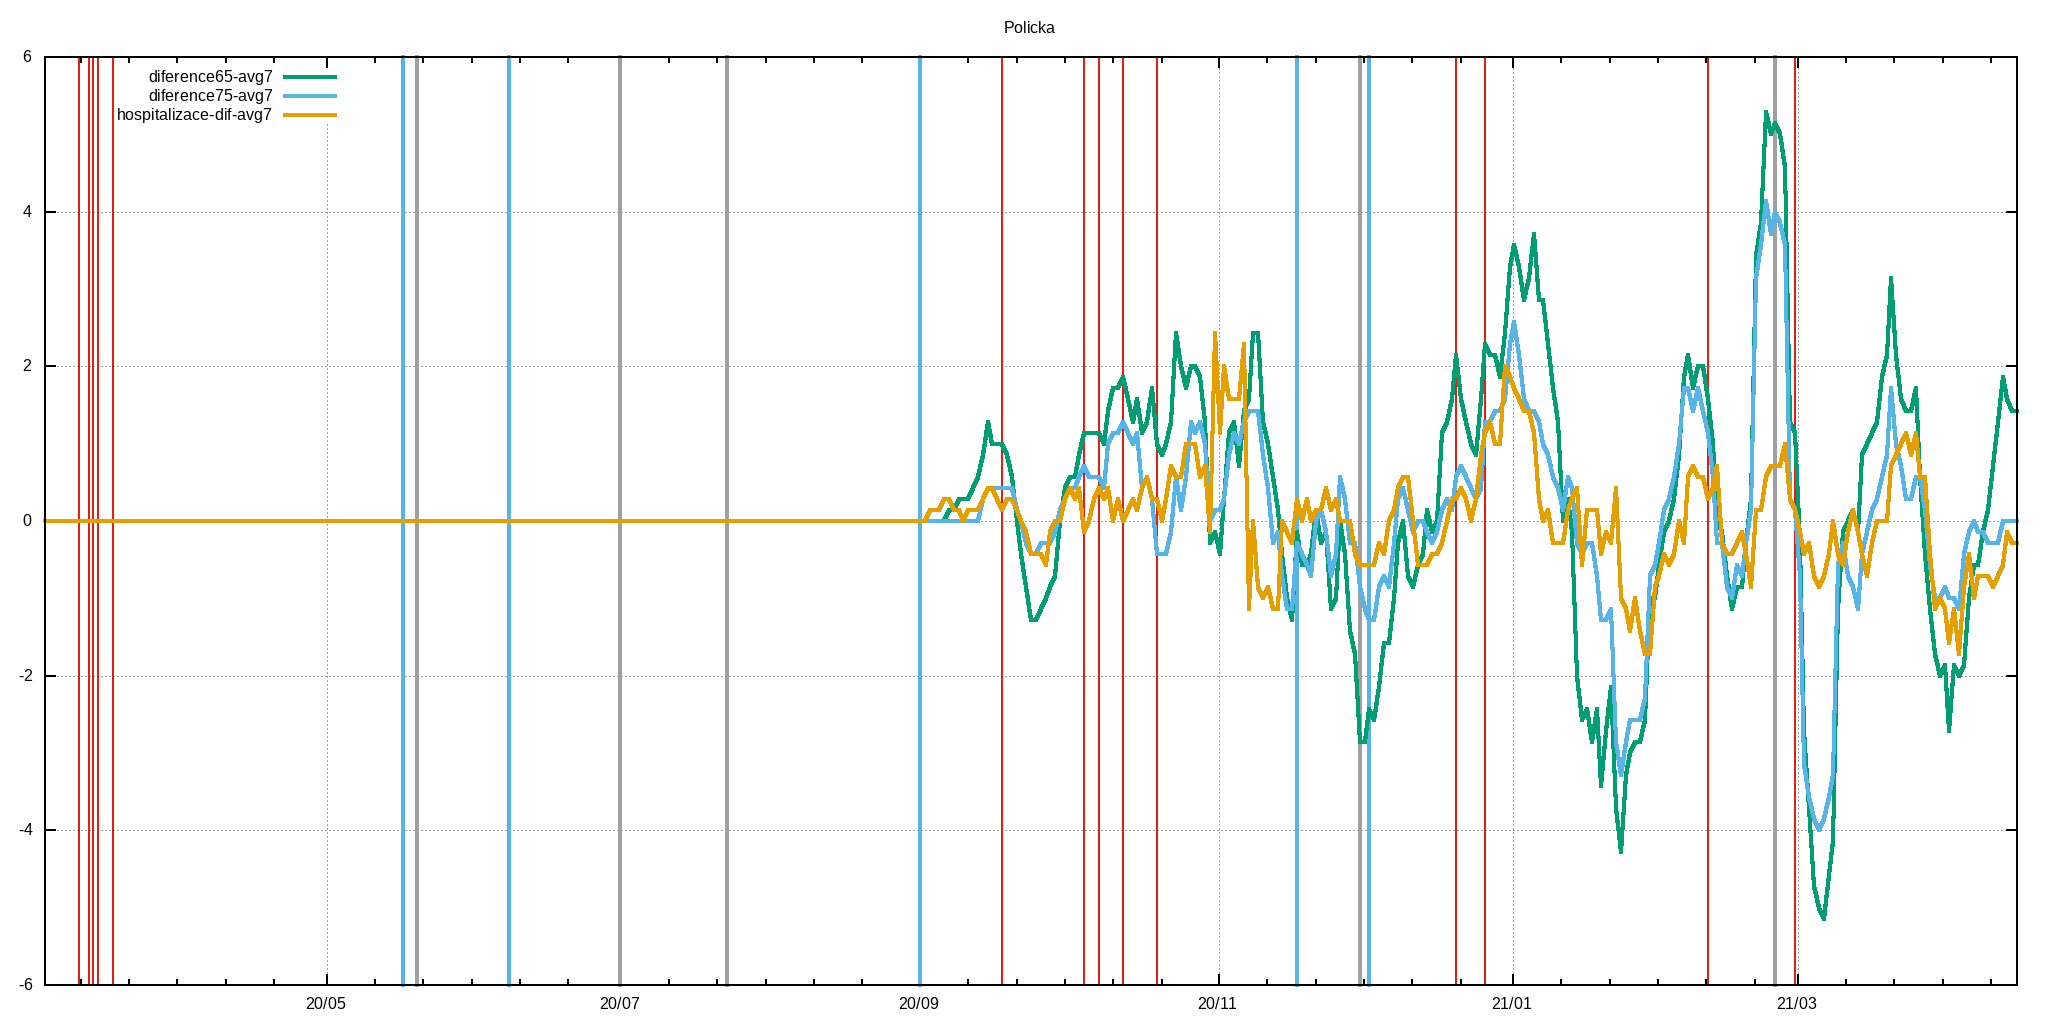 Policka
6
diference65-avg7
diference75-avg7
hospitalizace-dif-avg7
4
2
0
-2
-4
-6
20/05 20/07 20/09 20/11 21/01 21/03